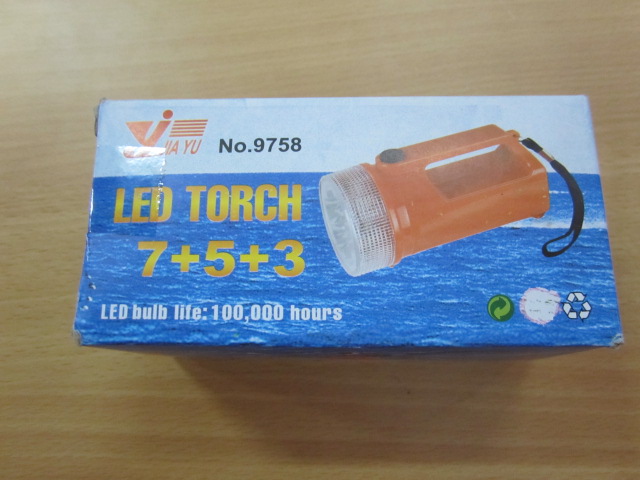 JIA YU
No.9758
LED TORCH
7+5+3
LED bulb life: 100,000 hours